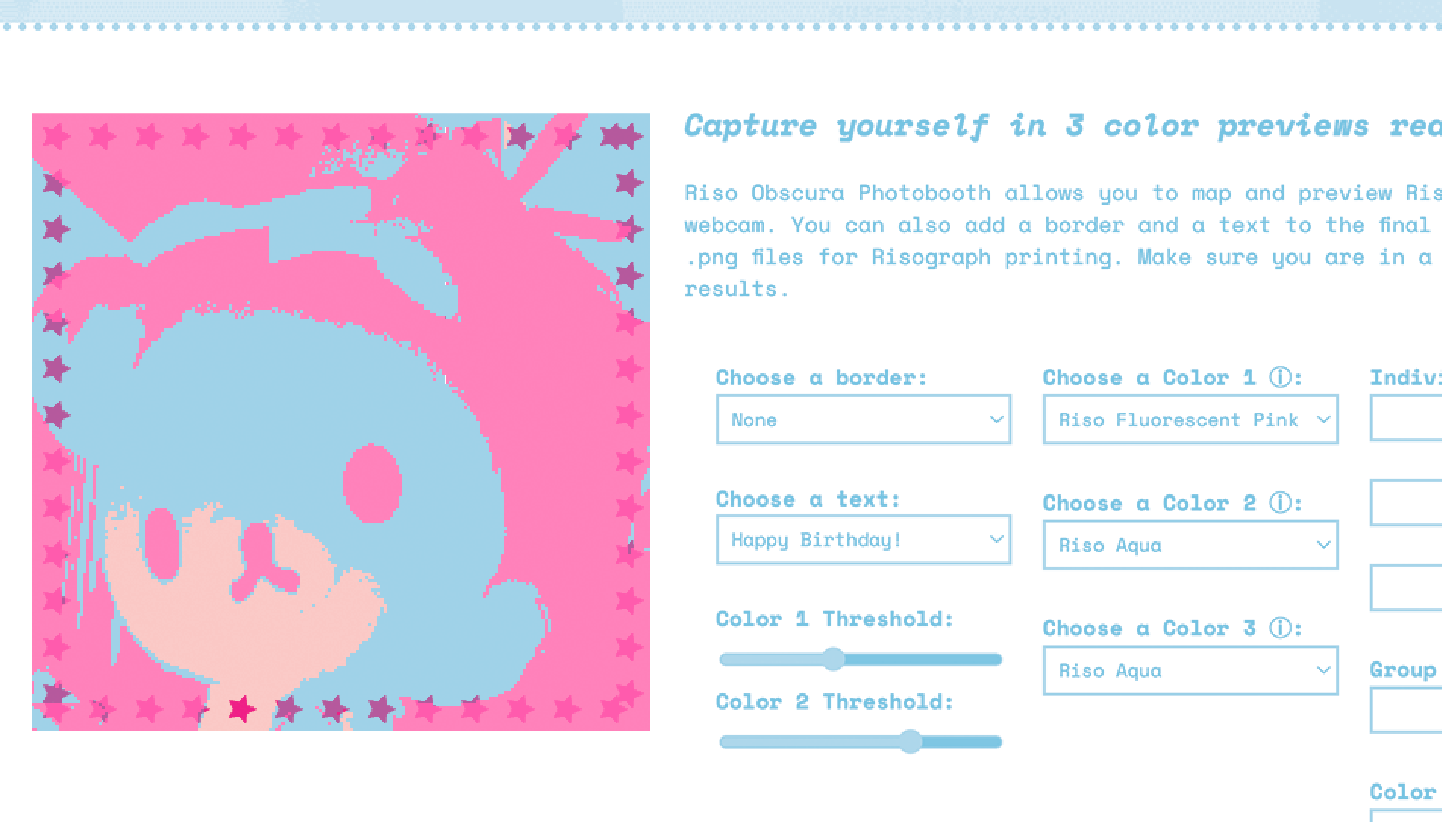 Capture yourself in 3 color previews
Riso Obscura Photobooth allows you to map and preview
webcam. You can also add a border and a text to the final
.png files for Risograph printing. Make sure you are in a
results.
Choose a border:
None
Choose a text:
Happy Birthday!
Color 1 Threshold:
Color 2 Threshold:
Choose a Color 1 ⓘ:
Riso Fluorescent Pink
Choose a Color 2 ⓘ:
Riso Aqua
Choose a Color 3 ⓘ:
Riso Aqua
Group
Color